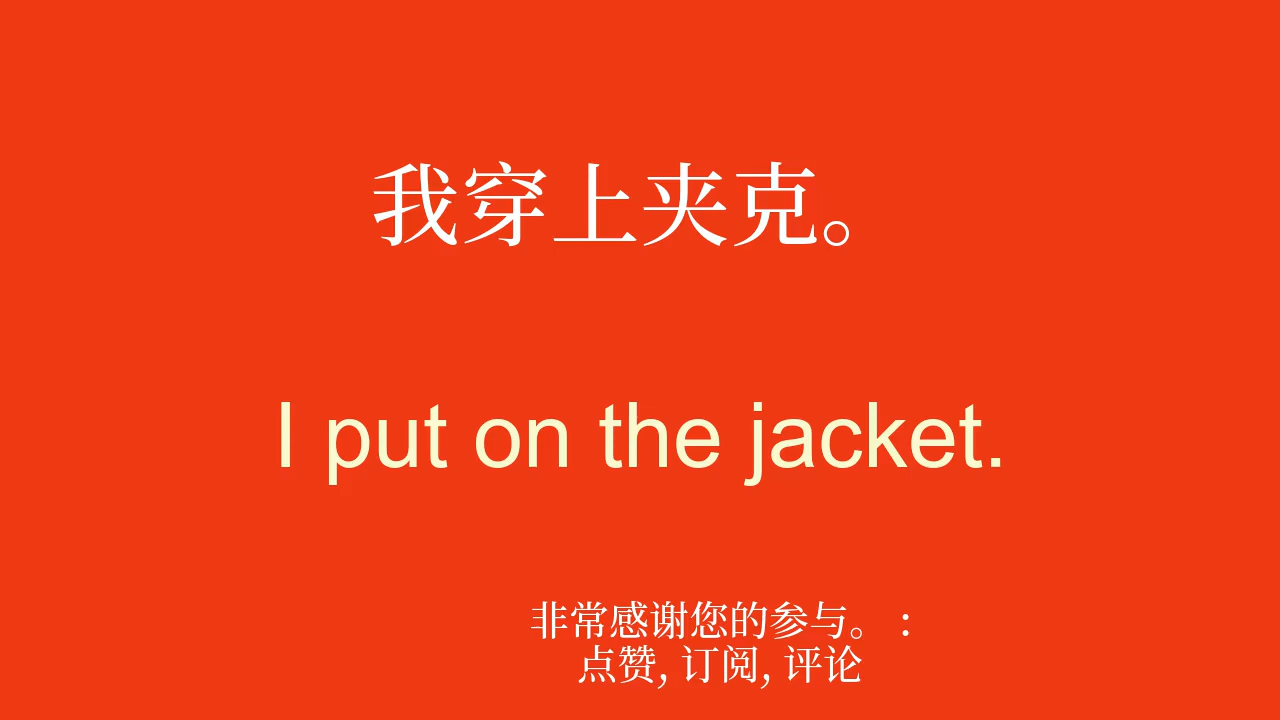 我穿上夹克。
I put on the jacket.
非常感谢您的参与。 :
点赞, 订阅, 评论